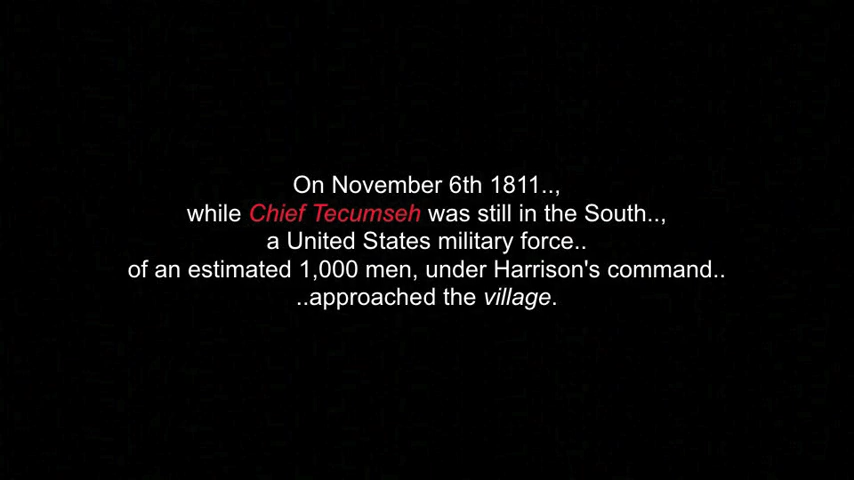 On November 6th 1811..,
while Chief Tecumseh was still in the South..,
a United States military force..
of an estimated 1,000 men, under Harrison's command..
..approached the village.